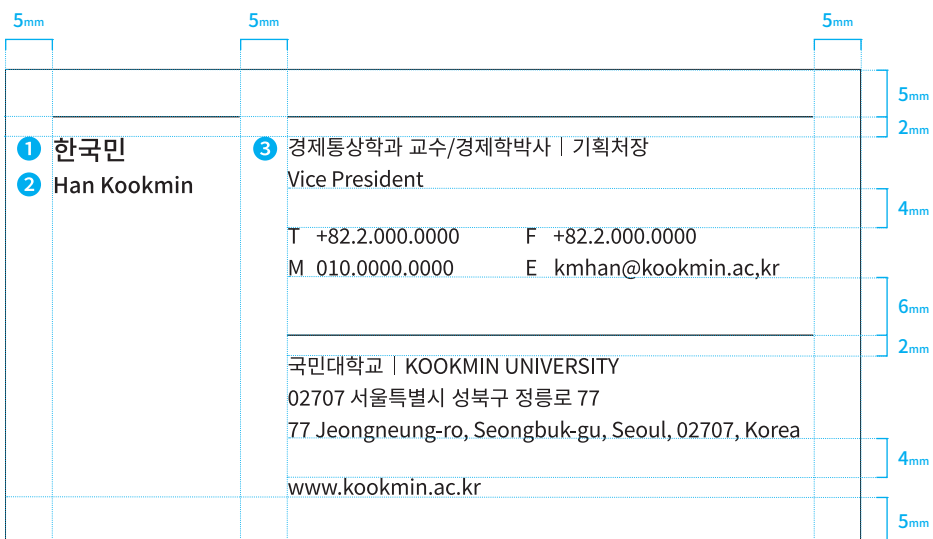 5mm 5mm 5mm
5mm
2mm
1 한국민
2 Han Kookmin
3 경제통상학과 교수/경제학박사 | 기획처장
Vice President
4mm
T +82.2.000.0000 F +82.2.000.0000
M 010.0000.0000 E kmhan@kookmin.ac,kr
6mm
2mm
국민대학교 | KOOKMIN UNIVERSITY
02707 서울특별시 성북구 정릉로 77
77 Jeongneung-ro, Seongbuk-gu, Seoul, 02707, Korea
4mm
www.kookmin.ac.kr
5mm